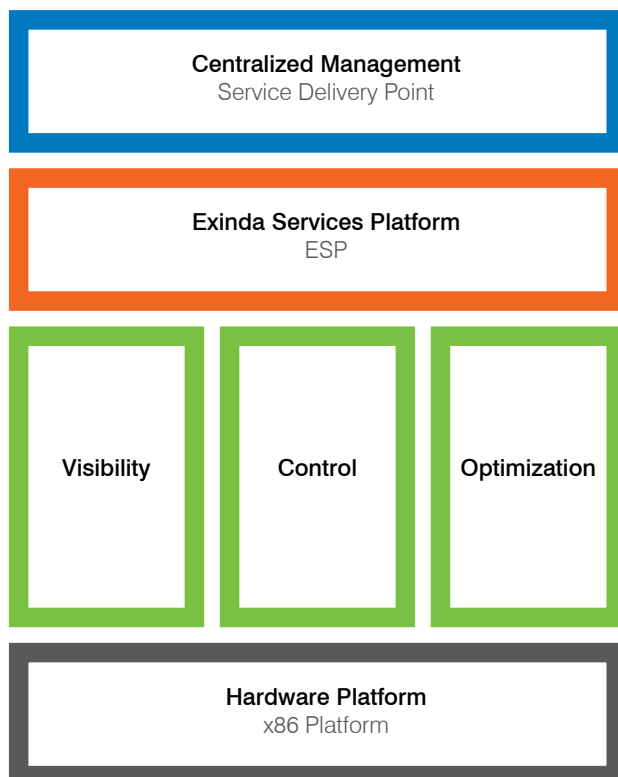 Centralized Management
Service Delivery Point
Exinda Services Platform
ESP
Visibility
Control
Optimization
Hardware Platform
x86 Platform